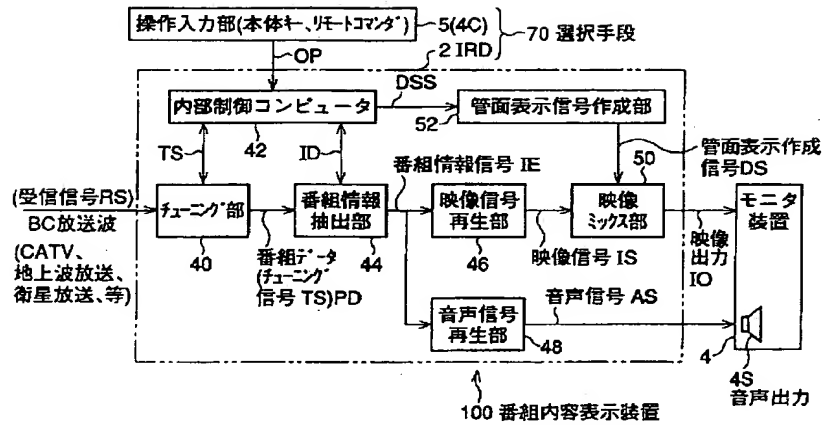 操作入力部(本体ｷｰ、ﾘﾓｰﾄｺﾏﾝﾀﾞ)
5(4C)
70 選択手段
OP
2 IRD
DSS
内部制御コンピュータ
42
管面表示信号作成部
52
TS
ID
番組情報信号 IE
50
管面表示作成
信号DS
(受信信号RS)
BC放送波
(CATV、
地上波放送、
衛星放送、等)
ﾁｭｰﾆﾝｸﾞ部
40
番組情報
抽出部
44
映像信号
再生部
46
映像
ミックス部
モニタ
装置
番組ﾃﾞｰﾀ
(ﾁｭｰﾆﾝｸﾞ
信号 TS)PD
映像信号 IS
映像
出力
IO
音声信号
再生部
48
音声信号 AS
4
4S
音声出力
100 番組内容表示装置